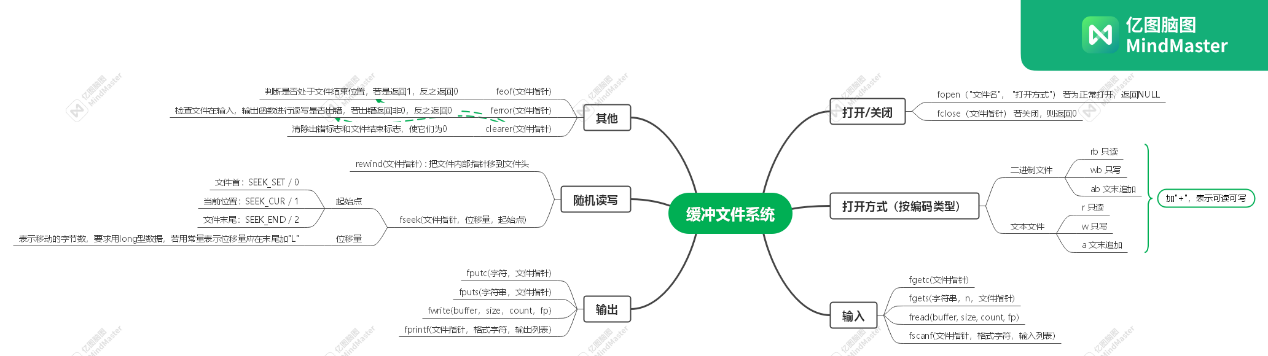 亿图脑图
MindMaster
缓冲文件系统
打开/关闭
fopen（"文件名"，"打开方式"）若为正常打开，返回NULL
fclose（文件指针）若关闭，则返回0
打开方式（按编码类型）
二进制文件
rb 只读
wb 只写
ab 文末追加
文本文件
r 只读
w 只写
a 文末追加
加"+"，表示可读可写
输入
fgetc(文件指针)
fgets(字符串，n，文件指针)
fread(buffer, size, count, fp)
fscanf(文件指针，格式字符，输入列表)
其他
feof(文件指针)
判断是否处于文件结束位置，若是返回1，反之返回0
ferror(文件指针)
检查文件在输入、输出函数进行读写是否出错，若出错返回非0，反之返回0
clearer(文件指针)
清除出错标志和文件结束标志，使它们为0
随机读写
rewind(文件指针)：把文件内部指针移到文件头
fseek(文件指针，位移量，起始点)
起始点
文件首：SEEK_SET / 0
当前位置：SEEK_CUR / 1
文件末尾：SEEK_END / 2
位移量
表示移动的字节数，要求用long型数据，若用常量表示位移量应在末尾加"L"
输出
fputc(字符，文件指针)
fputs(字符串，文件指针)
fwrite(buffer，size，count，fp)
fprintf(文件指针，格式字符，输出列表)